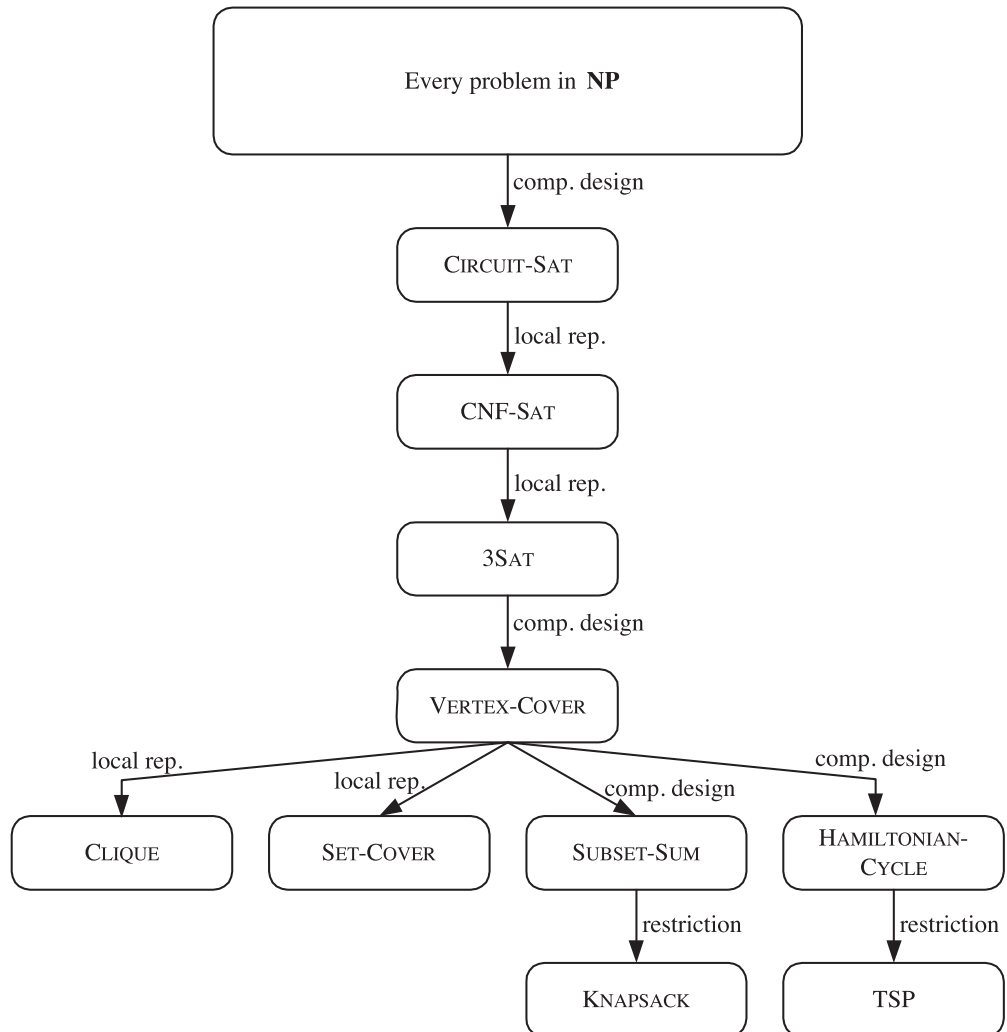 Every problem in NP
comp. design
CIRCUIT-SAT
local rep.
CNF-SAT
local rep.
3SAT
comp. design
VERTEX-COVER
local rep.
local rep.
comp. design
comp. design
CLIQUE
SET-COVER
SUBSET-SUM
HAMILTONIAN-
CYCLE
restriction
restriction
KNAPSACK
TSP